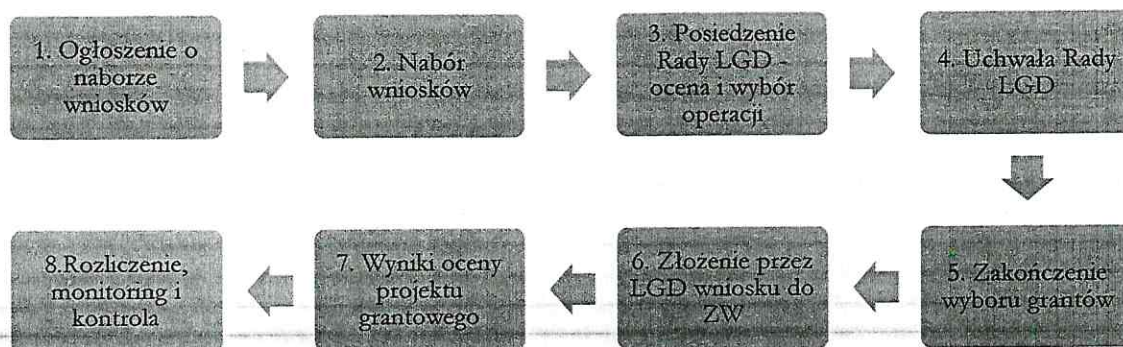 1. Ogłoszenie o
naborze
wniosków
2. Nabór
wniosków
3. Posiedzenie
Rady LGD -
ocena i wybór
operacji
4. Uchwała Rady
LGD
5. Zakończenie
wyboru grantów
6. Złożenie przez
LGD wniosku do
ZW
7. Wyniki oceny
projektu
grantowego
8.Rozliczenie,
monitoring i
kontrola